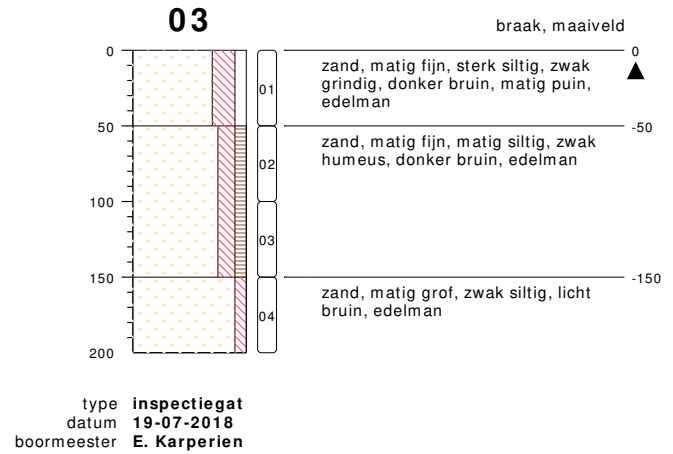 03
braak, maaiveld
0
0
zand, matig fijn, sterk siltig, zwak
grindig, donker bruin, matig puin,
edelman
01
50
-50
zand, matig fijn, matig siltig, zwak
humeus, donker bruin, edelman
02
100
03
150
-150
zand, matig grof, zwak siltig, licht
bruin, edelman
04
200
type inspectiegat
datum 19-07-2018
boormeester E. Karperien